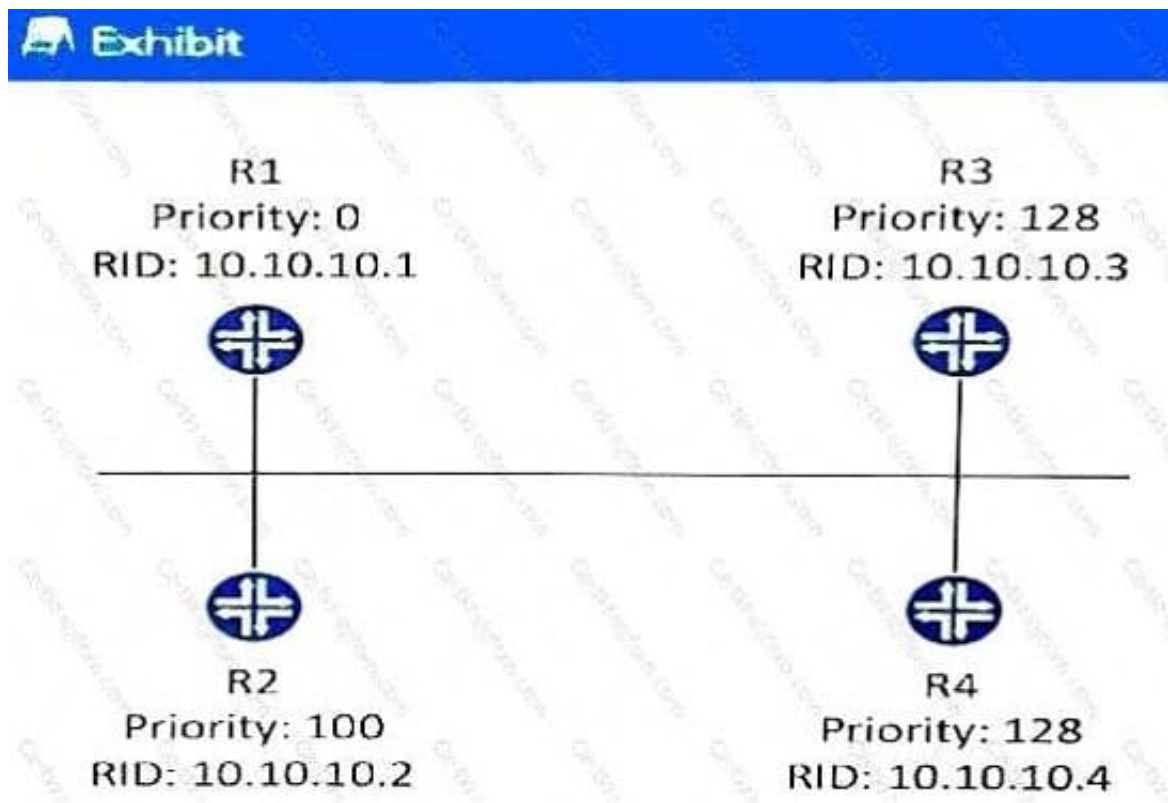 Exhibit
R1
Priority: 0
RID: 10.10.10.1
R3
Priority: 128
RID: 10.10.10.3
R2
Priority: 100
RID: 10.10.10.2
R4
Priority: 128
RID: 10.10.10.4